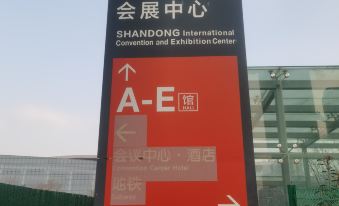 会展中心
SHANDONG International
Convention and Exhibition Center
A-E 馆
HALL
会议中心·酒店
Convention Center Hotel
地铁
Subway